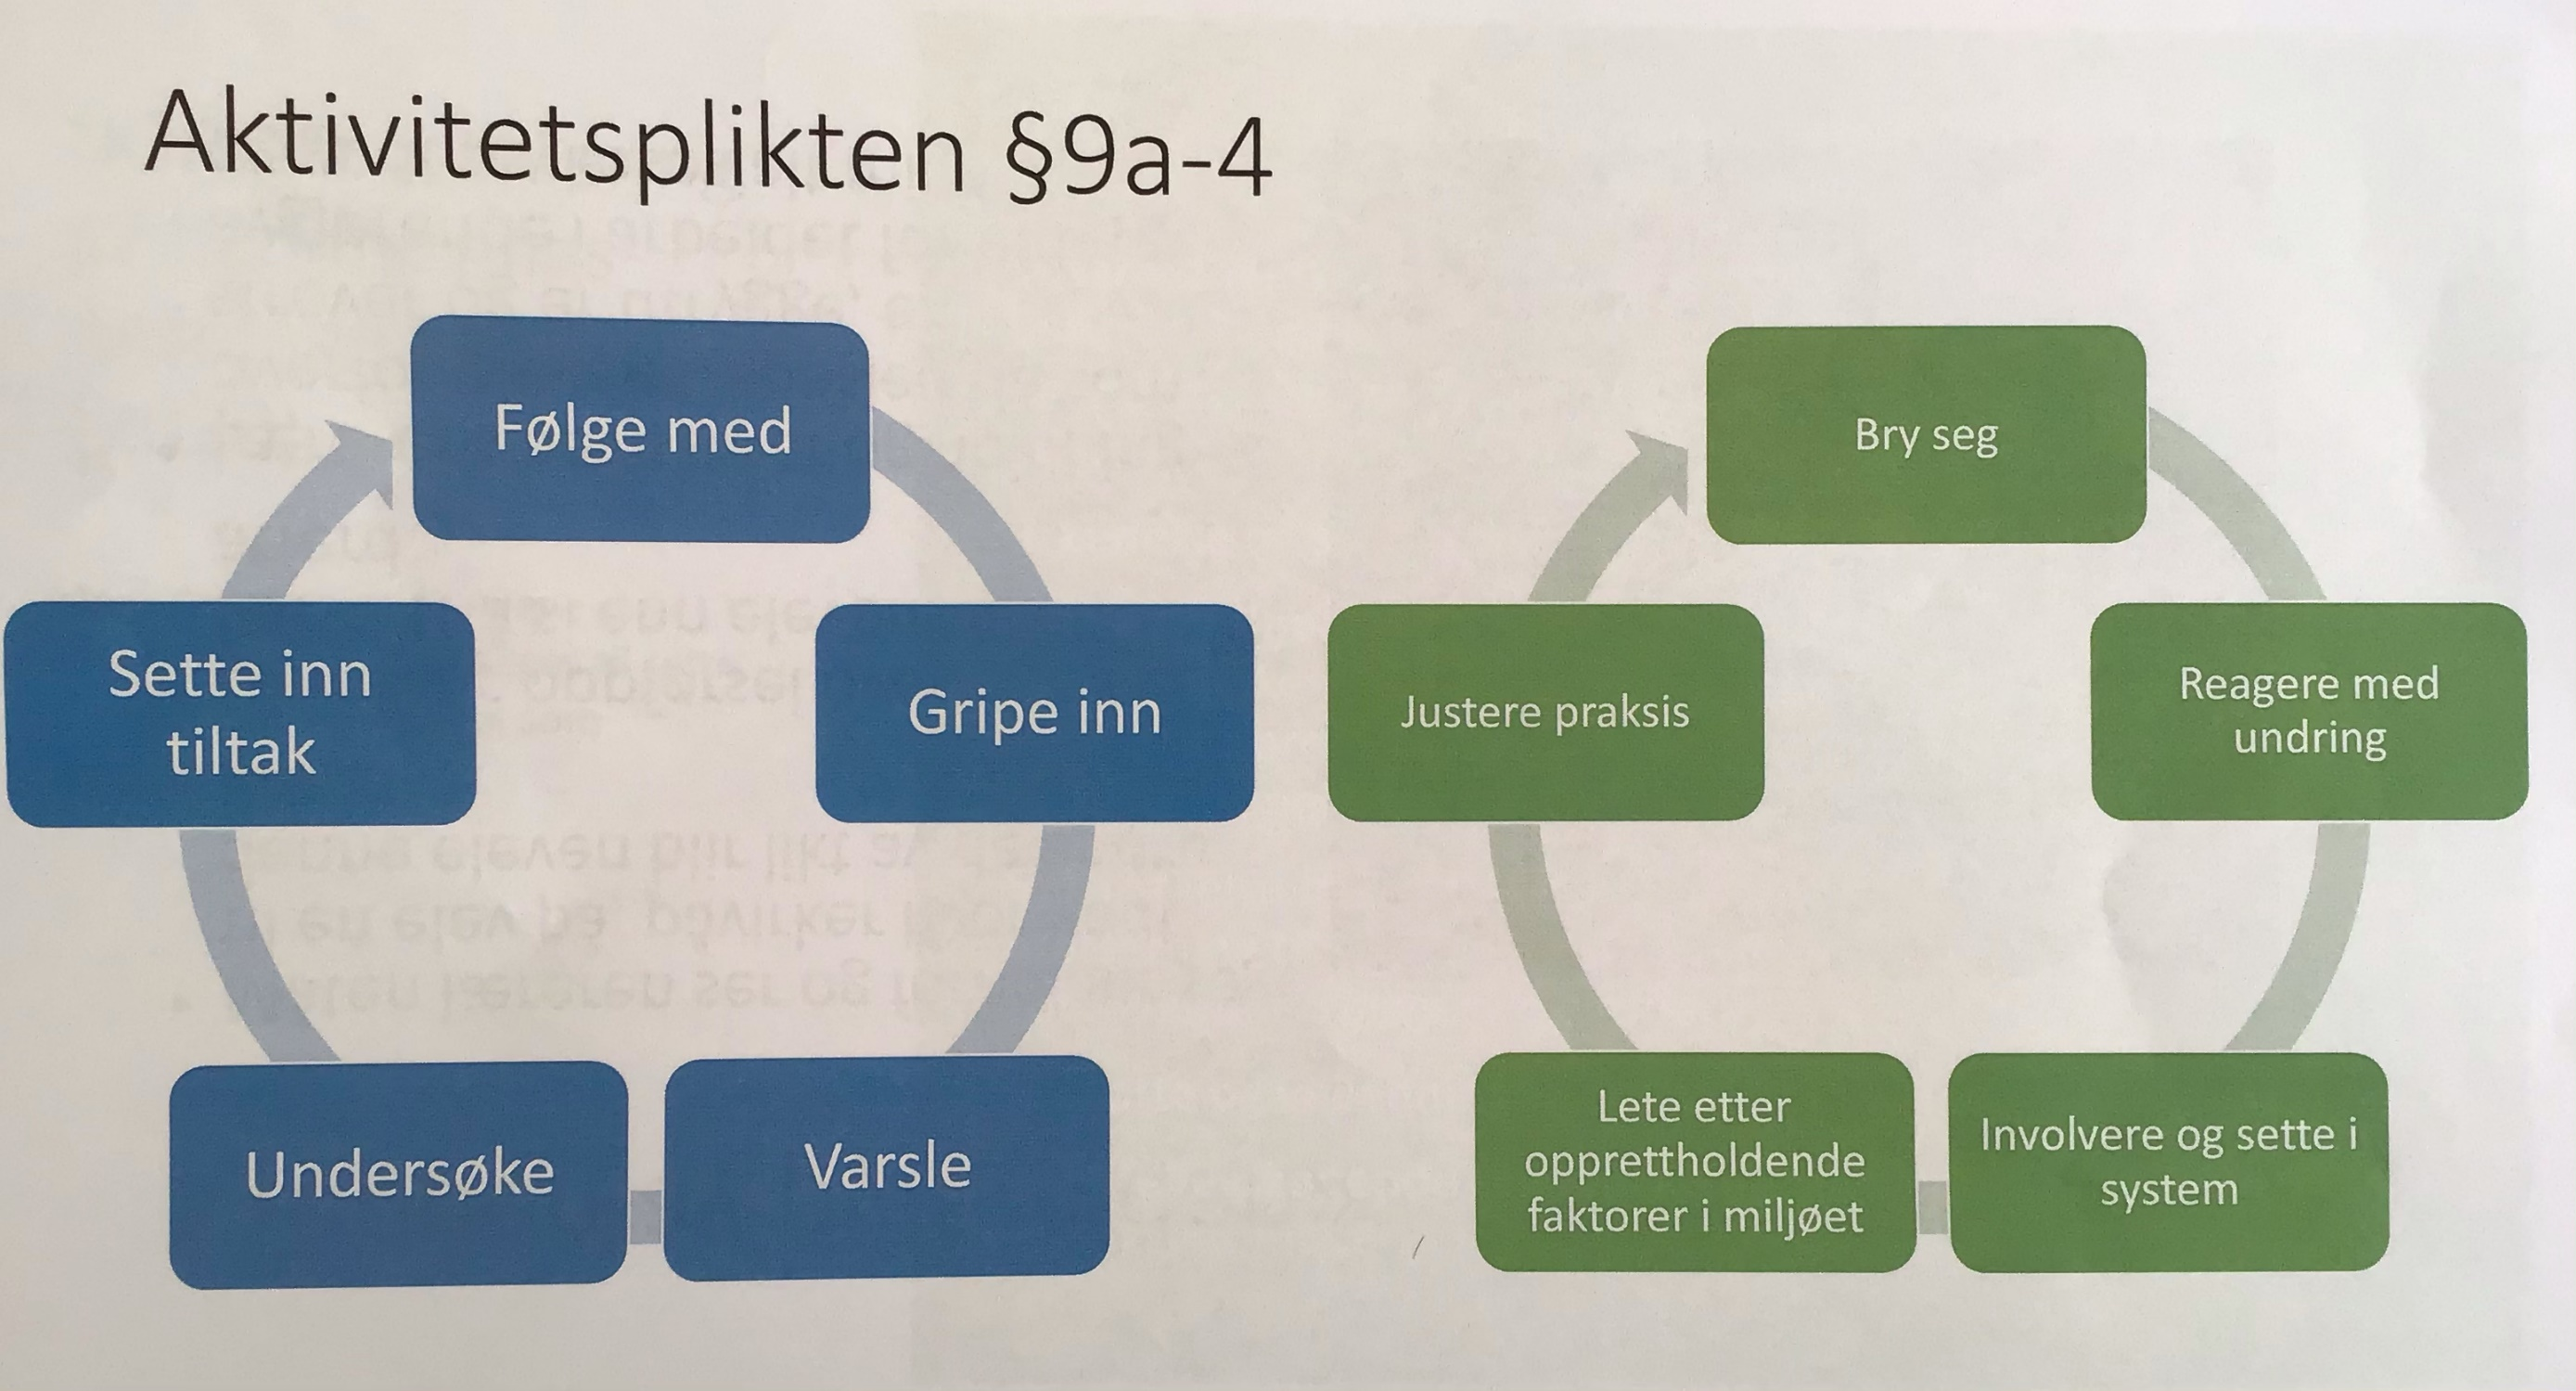 Aktivitetsplikten §9a-4
Følge med
Gripe inn
Varsle
Undersøke
Sette inn
tiltak
Bry seg
Reagere med
undring
Involvere og sette i
system
Lete etter
opprettholdende
faktorer i miljøet
Justere praksis